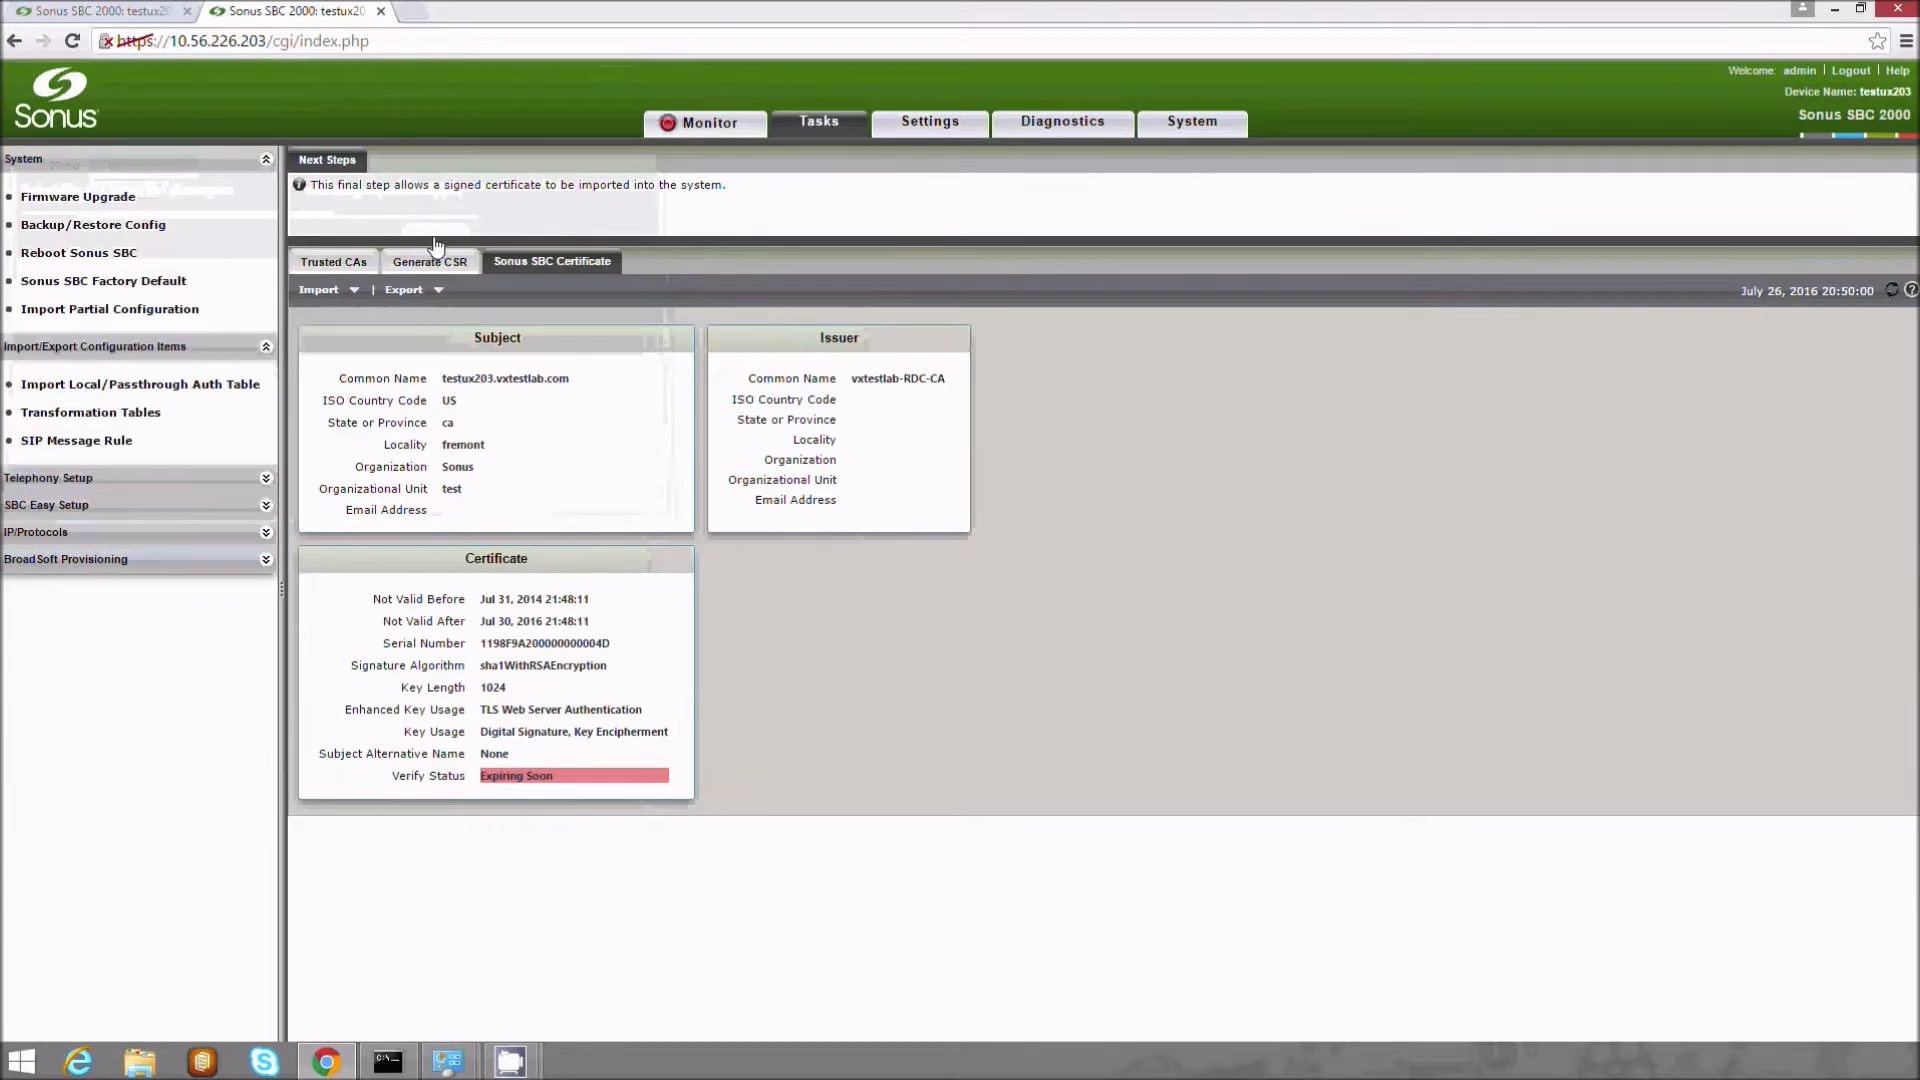 Sonus SBC 2000: testux20
Sonus SBC 2000: testux20
https://10.56.226.203/cgi/index.php
Sonus
Welcome: admin | Logout | Help
Device Name: testux203
Sonus SBC 2000
Monitor
Tasks
Settings
Diagnostics
System
System
Firmware Upgrade
Backup/Restore Config
Reboot Sonus SBC
Sonus SBC Factory Default
Import Partial Configuration
Import/Export Configuration Items
Import Local/Passthrough Auth Table
Transformation Tables
SIP Message Rule
Telephony Setup
SBC Easy Setup
IP/Protocols
BroadSoft Provisioning
Next Steps
This final step allows a signed certificate to be imported into the system.
Trusted CAs
Generate CSR
Sonus SBC Certificate
Import | Export
July 26, 2016 20:50:00
Subject
Common Name testux203.vxtestlab.com
ISO Country Code US
State or Province ca
Locality fremont
Organization Sonus
Organizational Unit test
Email Address
Issuer
Common Name vxtestlab-RDC-CA
ISO Country Code
State or Province
Locality
Organization
Organizational Unit
Email Address
Certificate
Not Valid Before Jul 31, 2014 21:48:11
Not Valid After Jul 30, 2016 21:48:11
Serial Number 1198F9A200000000004D
Signature Algorithm sha1WithRSAEncryption
Key Length 1024
Enhanced Key Usage TLS Web Server Authentication
Key Usage Digital Signature, Key Encipherment
Subject Alternative Name None
Verify Status Expiring Soon